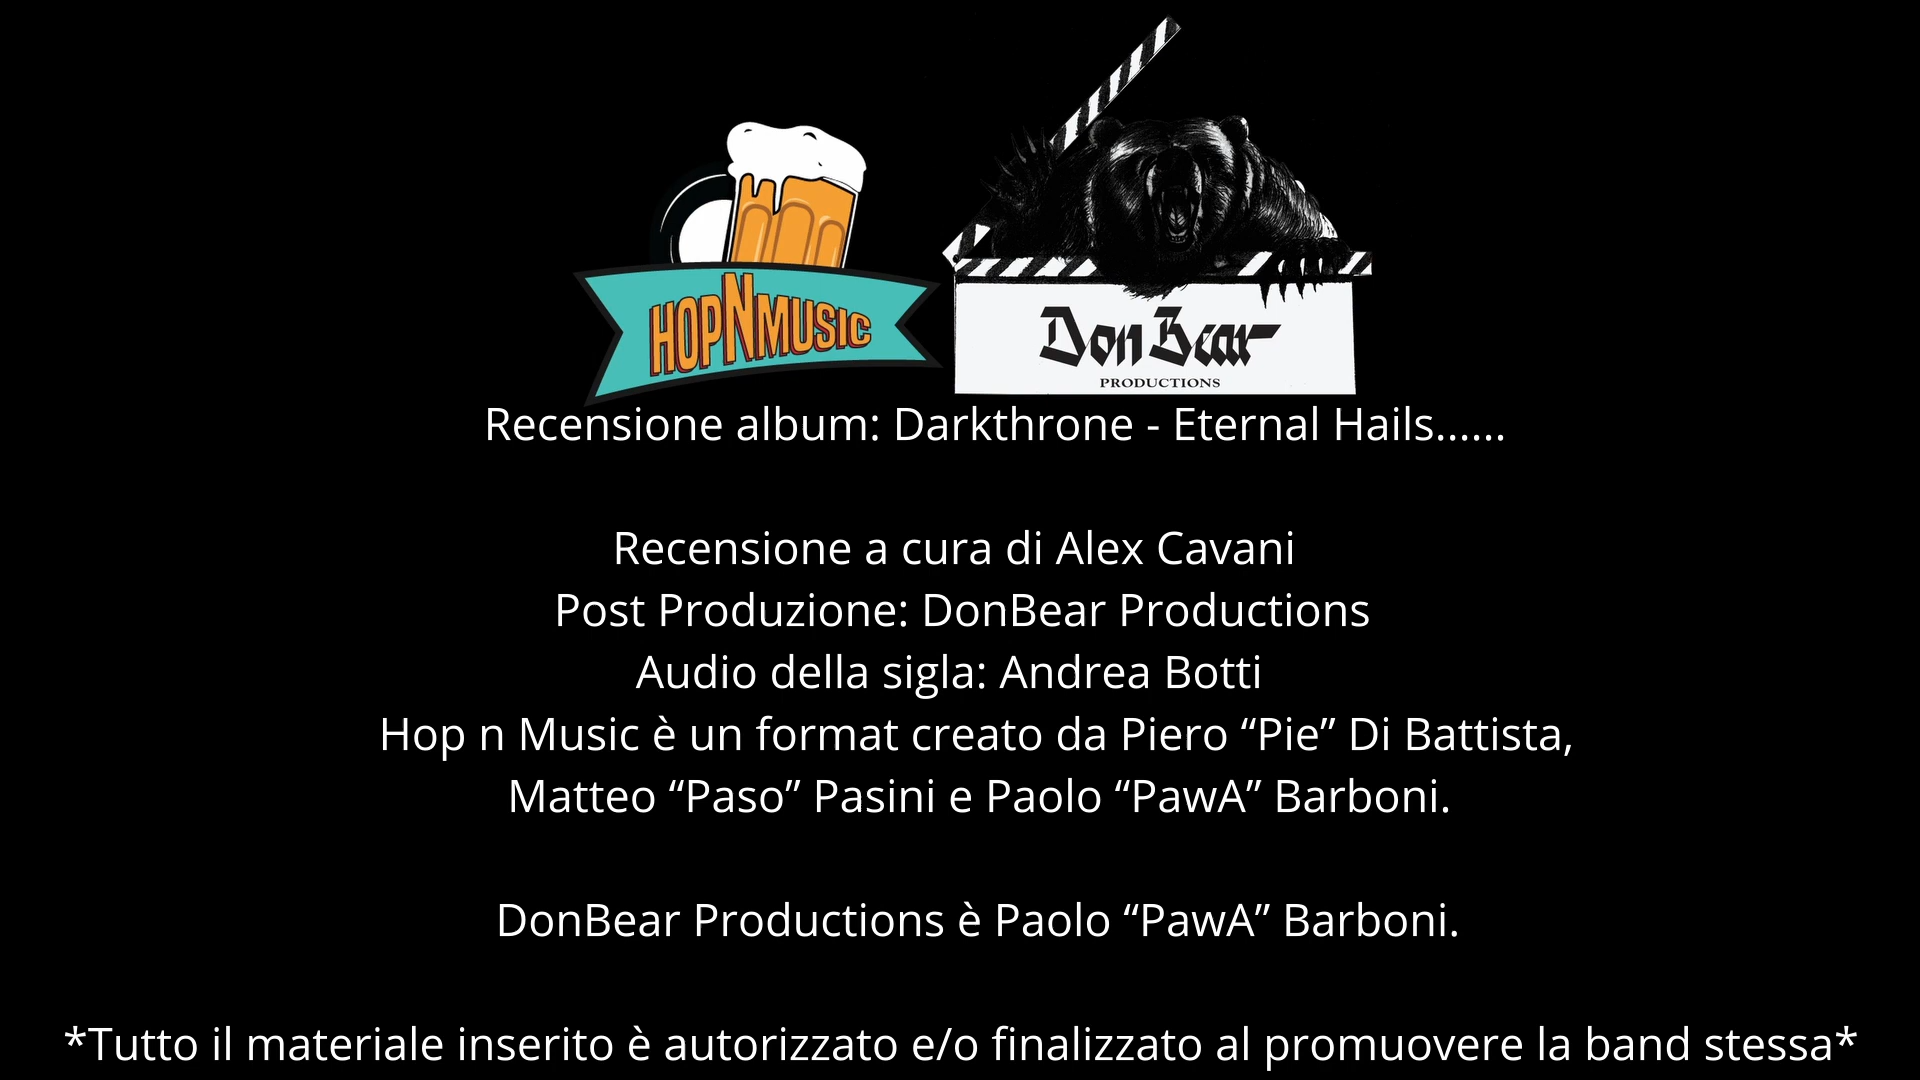 HOPNMUSIC
Don Bear
PRODUCTIONS
Recensione album: Darkthrone - Eternal Hails......
Recensione a cura di Alex Cavani
Post Produzione: DonBear Productions
Audio della sigla: Andrea Botti
Hop n Music è un format creato da Piero “Pie” Di Battista,
Matteo “Paso” Pasini e Paolo “PawA” Barboni.
DonBear Productions è Paolo “PawA” Barboni.
*Tutto il materiale inserito è autorizzato e/o finalizzato al promuovere la band stessa*